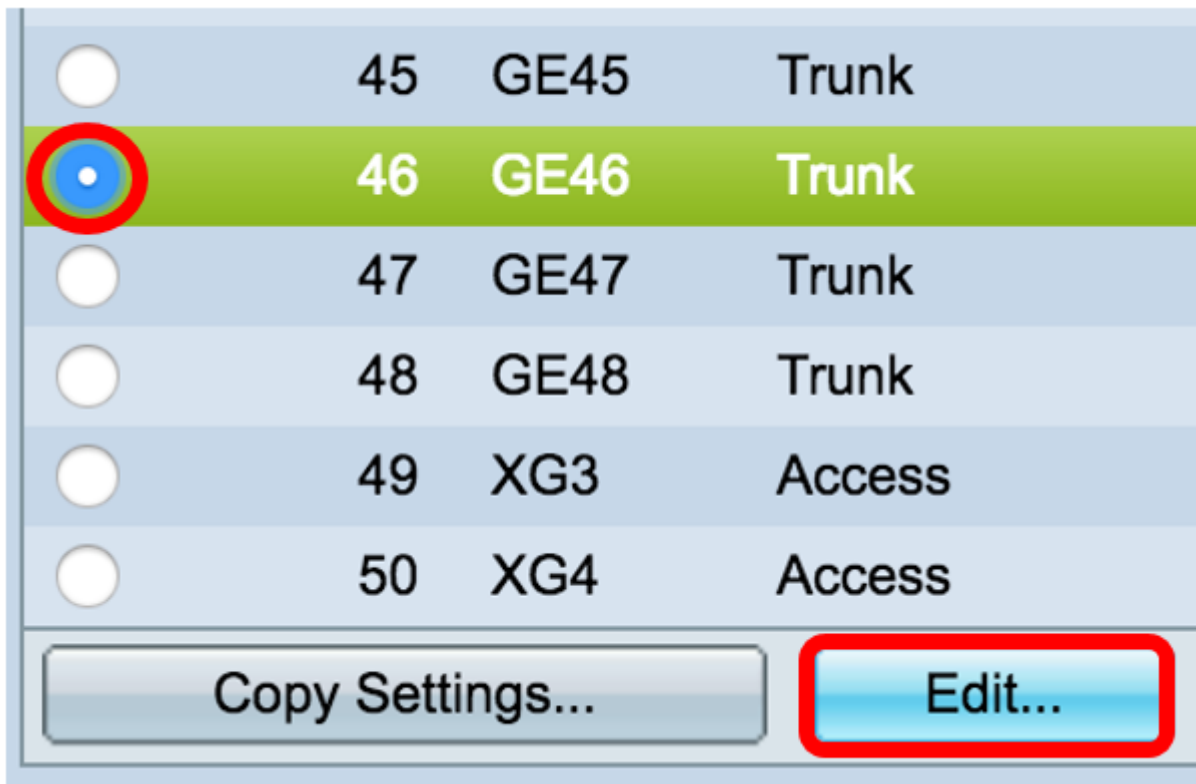 45 GE45 Trunk
46 GE46 Trunk
47 GE47 Trunk
48 GE48 Trunk
49 XG3 Access
50 XG4 Access
Copy Settings... Edit...